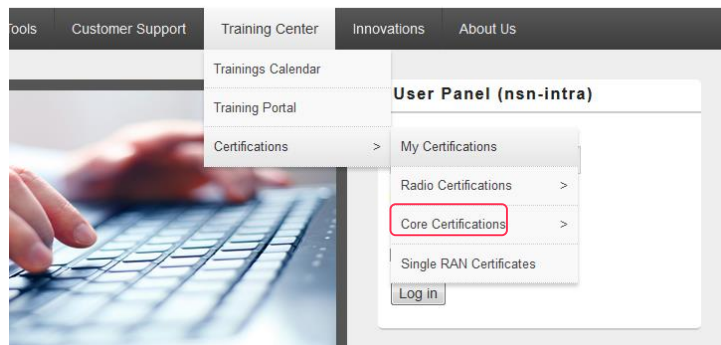 Tools Customer Support Training Center Innovations About Us
Trainings Calendar
Training Portal
Certifications >
User Panel (nsn-intra)
My Certifications
Radio Certifications >
Core Certifications >
Single RAN Certificates
Log in